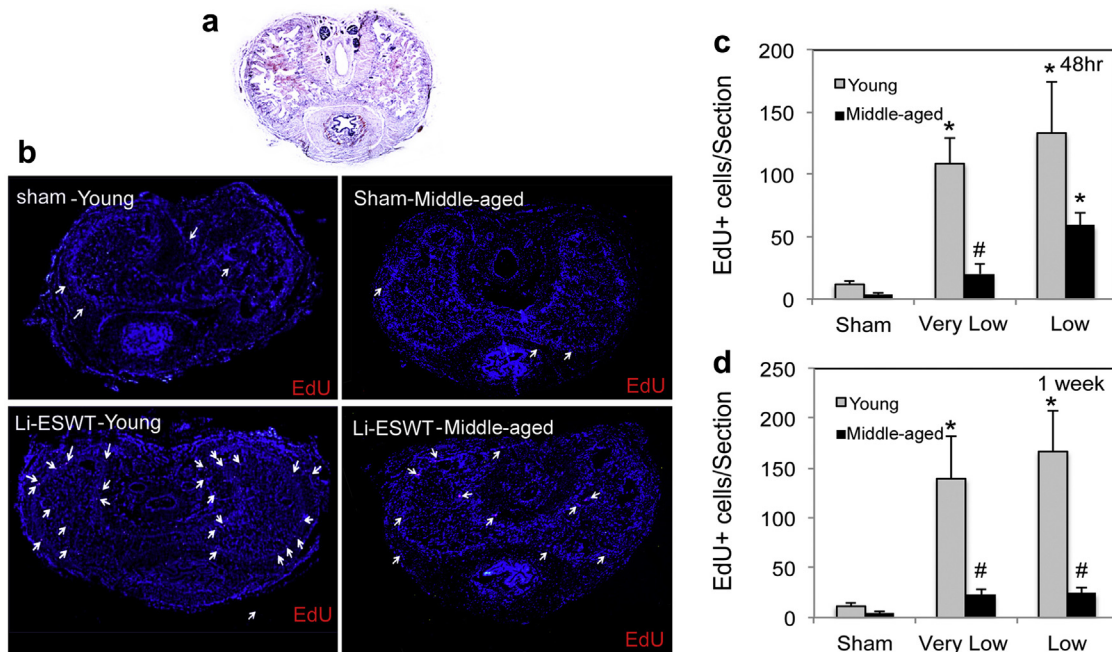 a
b
sham -Young
EdU
Sham-Middle-aged
EdU
Li-ESWT-Young
EdU
Li-ESWT-Middle-aged
EdU
c
EdU+ cells/Section
200
150
100
50
0
Young
Middle-aged
48hr
*
*
#
*
Sham
Very Low
Low
d
EdU+ cells/Section
250
200
150
100
50
0
Young
Middle-aged
1 week
*
*
#
#
Sham
Very Low
Low